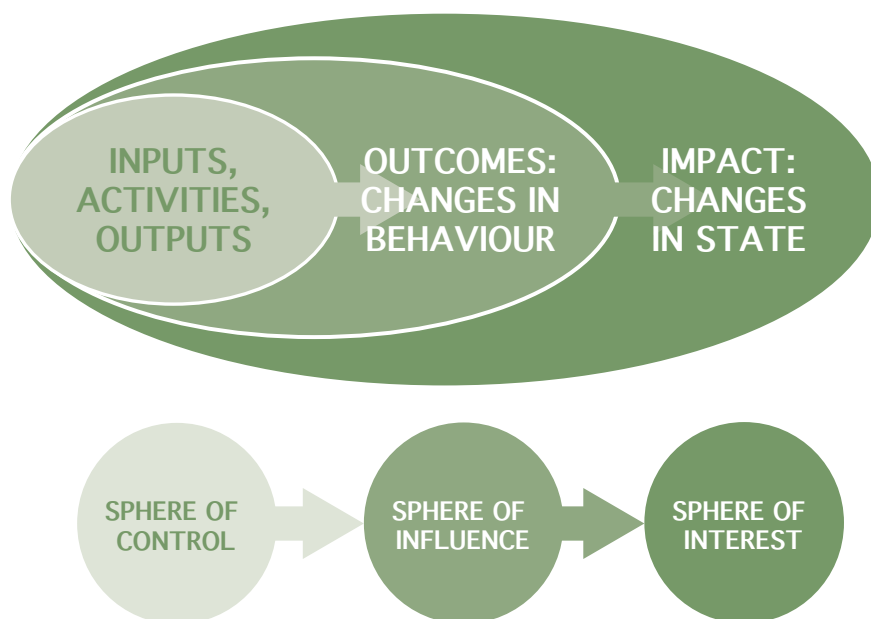 INPUTS,
ACTIVITIES,
OUTPUTS
OUTCOMES:
CHANGES IN
BEHAVIOUR
IMPACT:
CHANGES
IN STATE
SPHERE OF
CONTROL
SPHERE OF
INFLUENCE
SPHERE OF
INTEREST